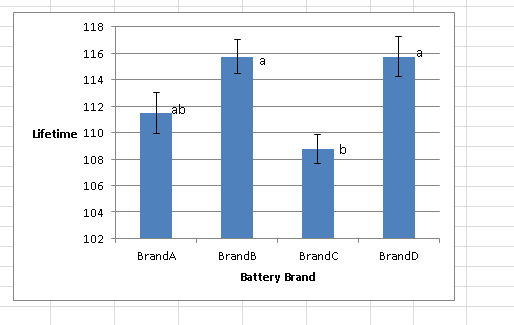 118
116
114
112
110
108
106
104
102
Lifetime
ab
a
b
a
BrandA BrandB BrandC BrandD
Battery Brand